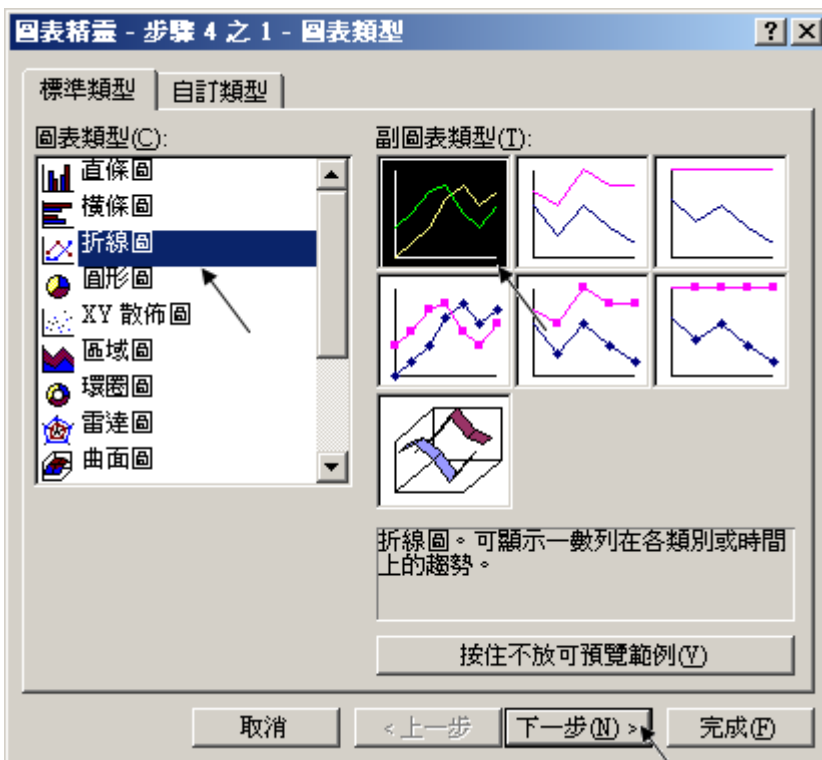 圖表精靈 - 步驟 4 之 1 - 圖表類型
標準類型
自訂類型
圖表類型(C):
直條圖
橫條圖
折線圖
圓形圖
XY 散佈圖
區域圖
環圈圖
雷達圖
曲面圖
副圖表類型(T):
折線圖。可顯示一數列在各類別或時間
上的趨勢。
按住不放可預覽範例(V)
取消
<上一步
下一步(N) >
完成(F)